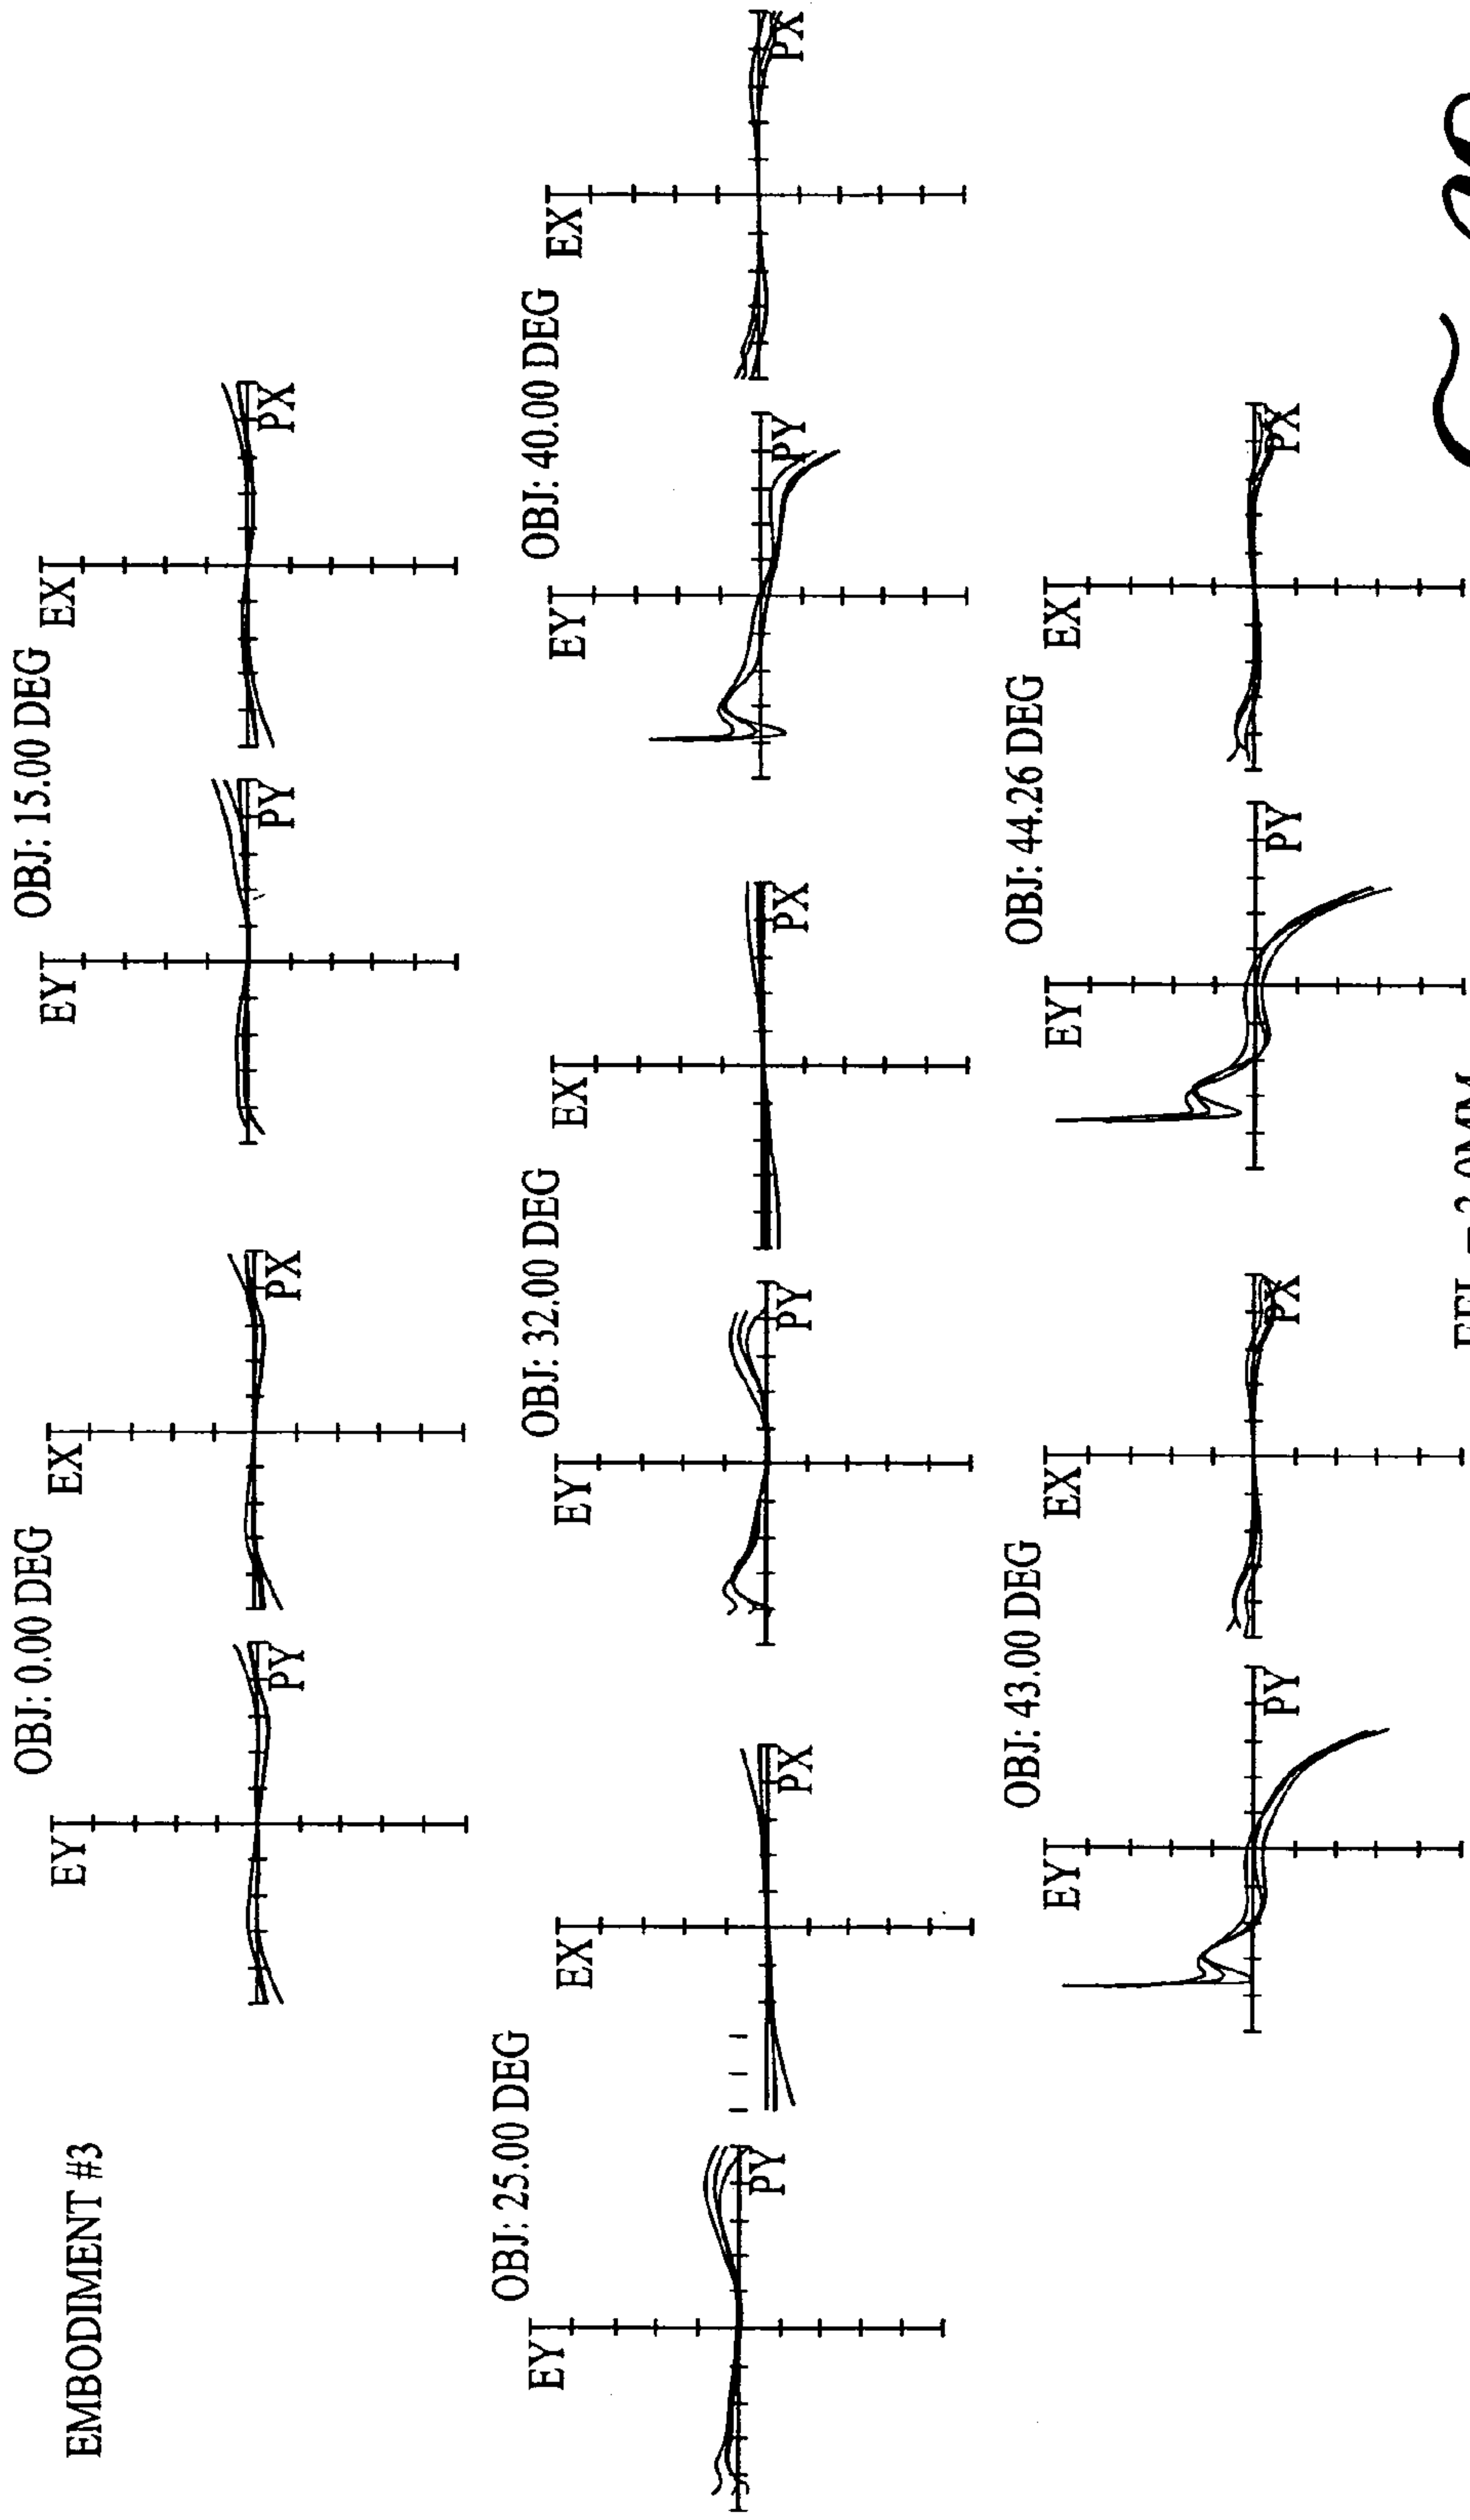 EMBODIMENT #3
OBJ: 0.00 DEG
EY
PY
EX
PX
OBJ: 15.00 DEG
EY
PY
EX
PX
OBJ: 25.00 DEG
EY
PY
EX
PX
OBJ: 32.00 DEG
EY
PY
EX
PX
OBJ: 40.00 DEG
EY
PY
EX
PX
OBJ: 43.00 DEG
EY
PY
EX
PX
OBJ: 44.26 DEG
EY
PY
EX
PX